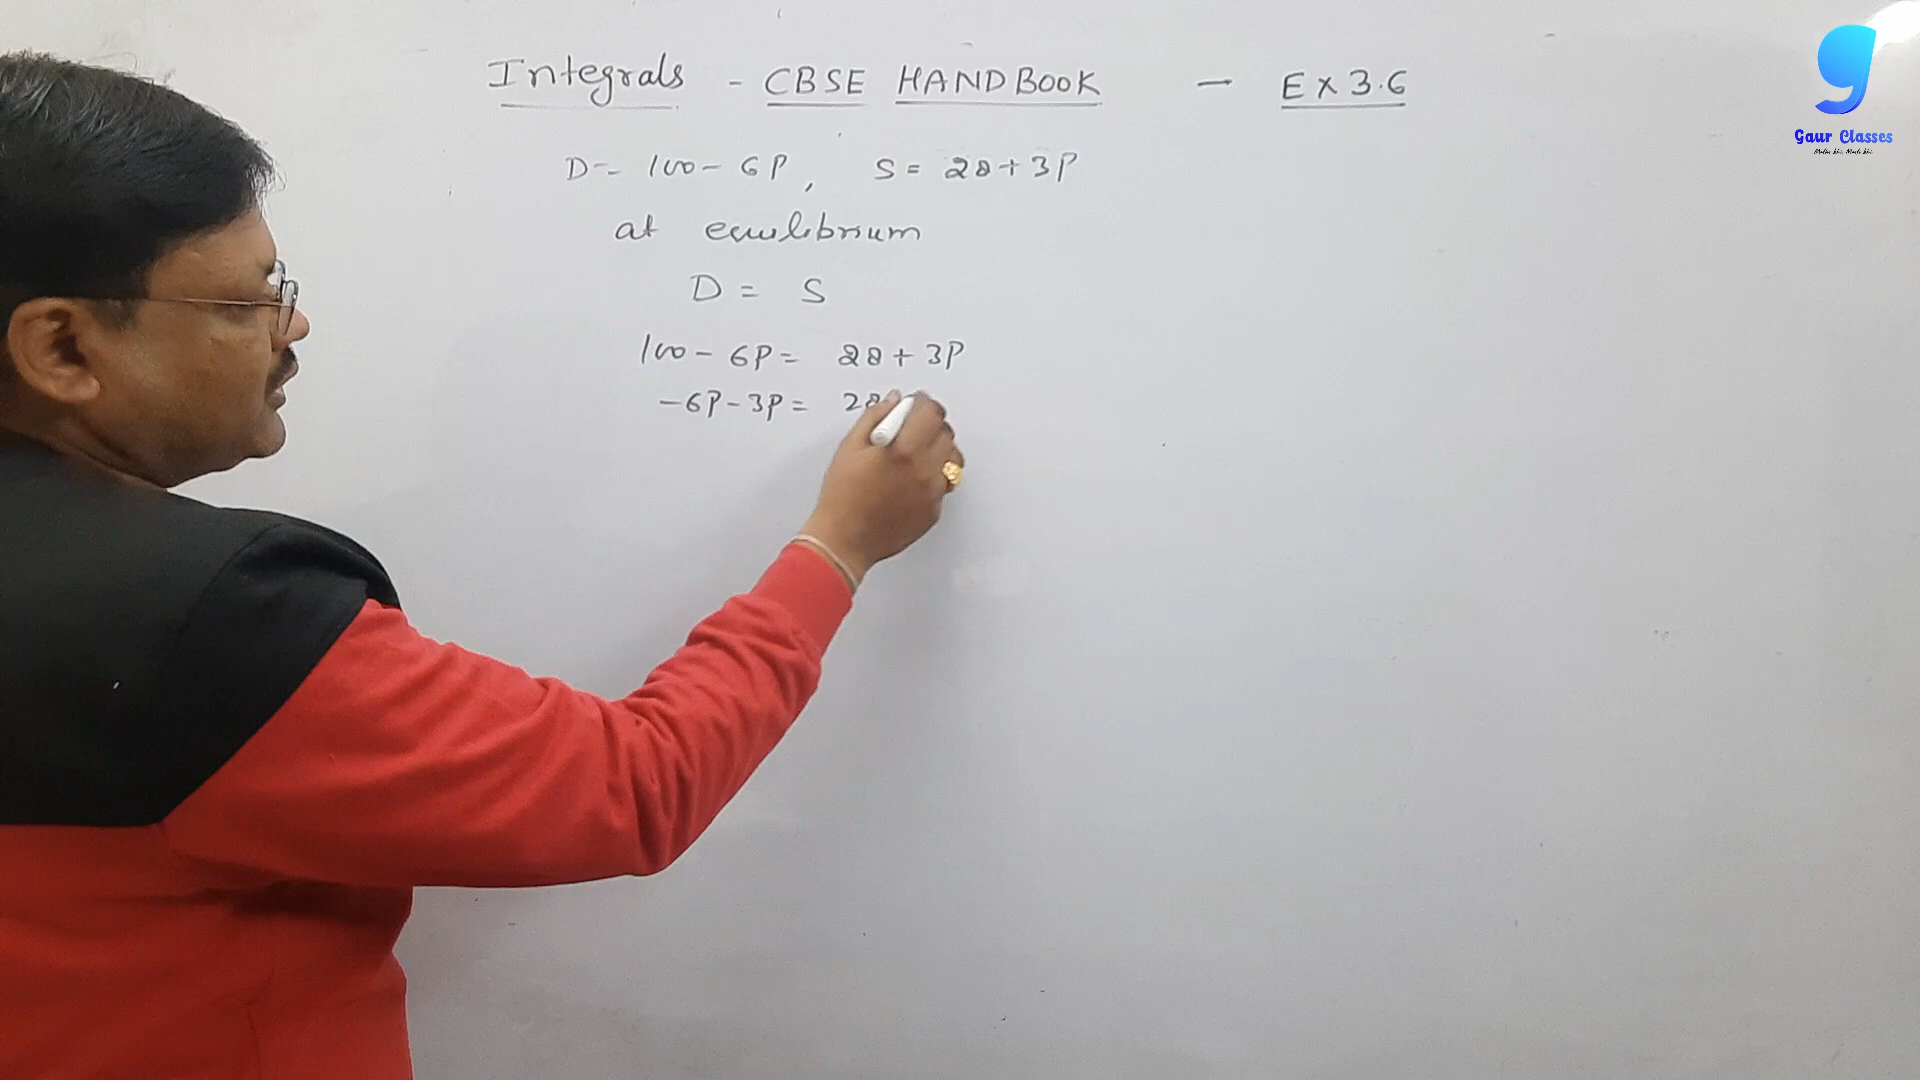 Integrals - CBSE HANDBOOK - EX 3.6
D = 100 - 6P, S = 28 + 3P
at equilibrium
D = S
100 - 6P = 28 + 3P
-6P - 3P = 28
g
Gaur Classes